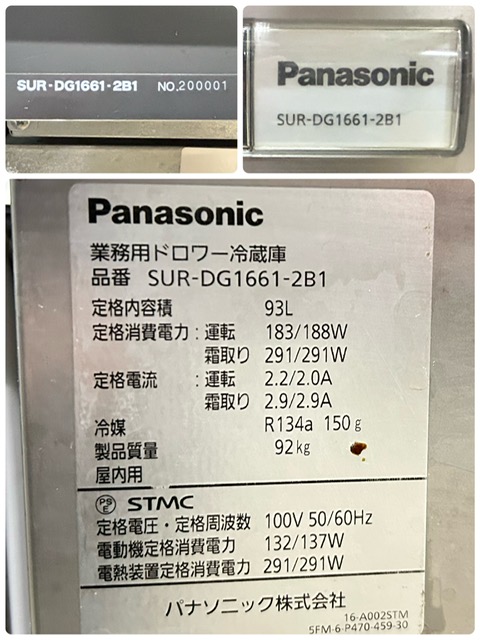 SUR-DG1661-2B1 NO.200001
Panasonic
SUR-DG1661-2B1
Panasonic
業務用ドロワー冷蔵庫
品番 SUR-DG1661-2B1
定格内容積 93L
定格消費電力：運転 183/188W
霜取り 291/291W
定格電流：運転 2.2/2.0A
霜取り 2.9/2.9A
冷媒 R134a 150g
製品質量 92kg
屋内用
PSE STMC
定格電圧・定格周波数 100V 50/60Hz
電動機定格消費電力 132/137W
電熱装置定格消費電力 291/291W
パナソニック株式会社
16-A002STM
5FM-6-P470-459-30